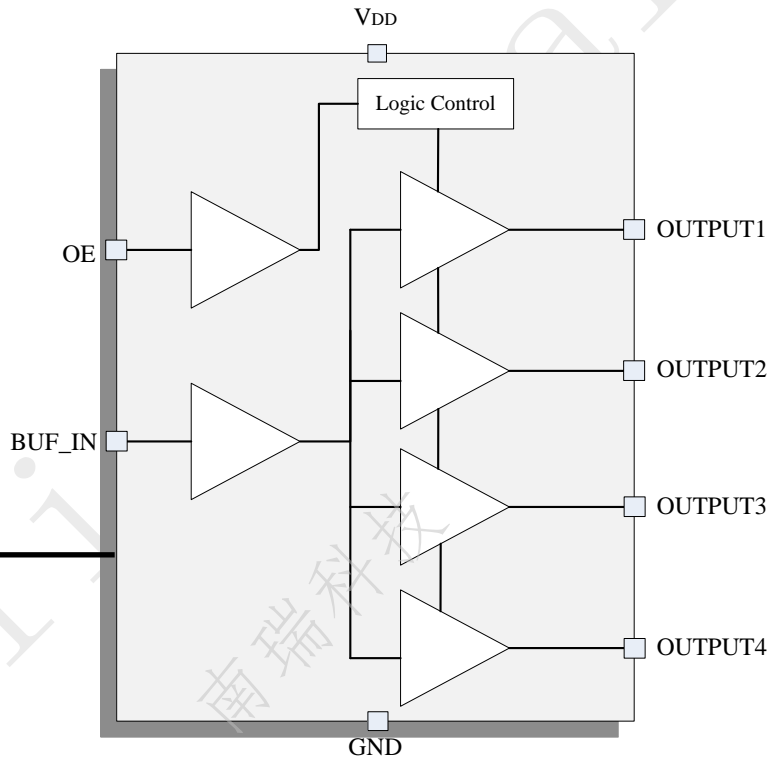 VDD
Logic Control
OUTPUT1
OE
OUTPUT2
BUF_IN
OUTPUT3
南瑞科技
OUTPUT4
GND